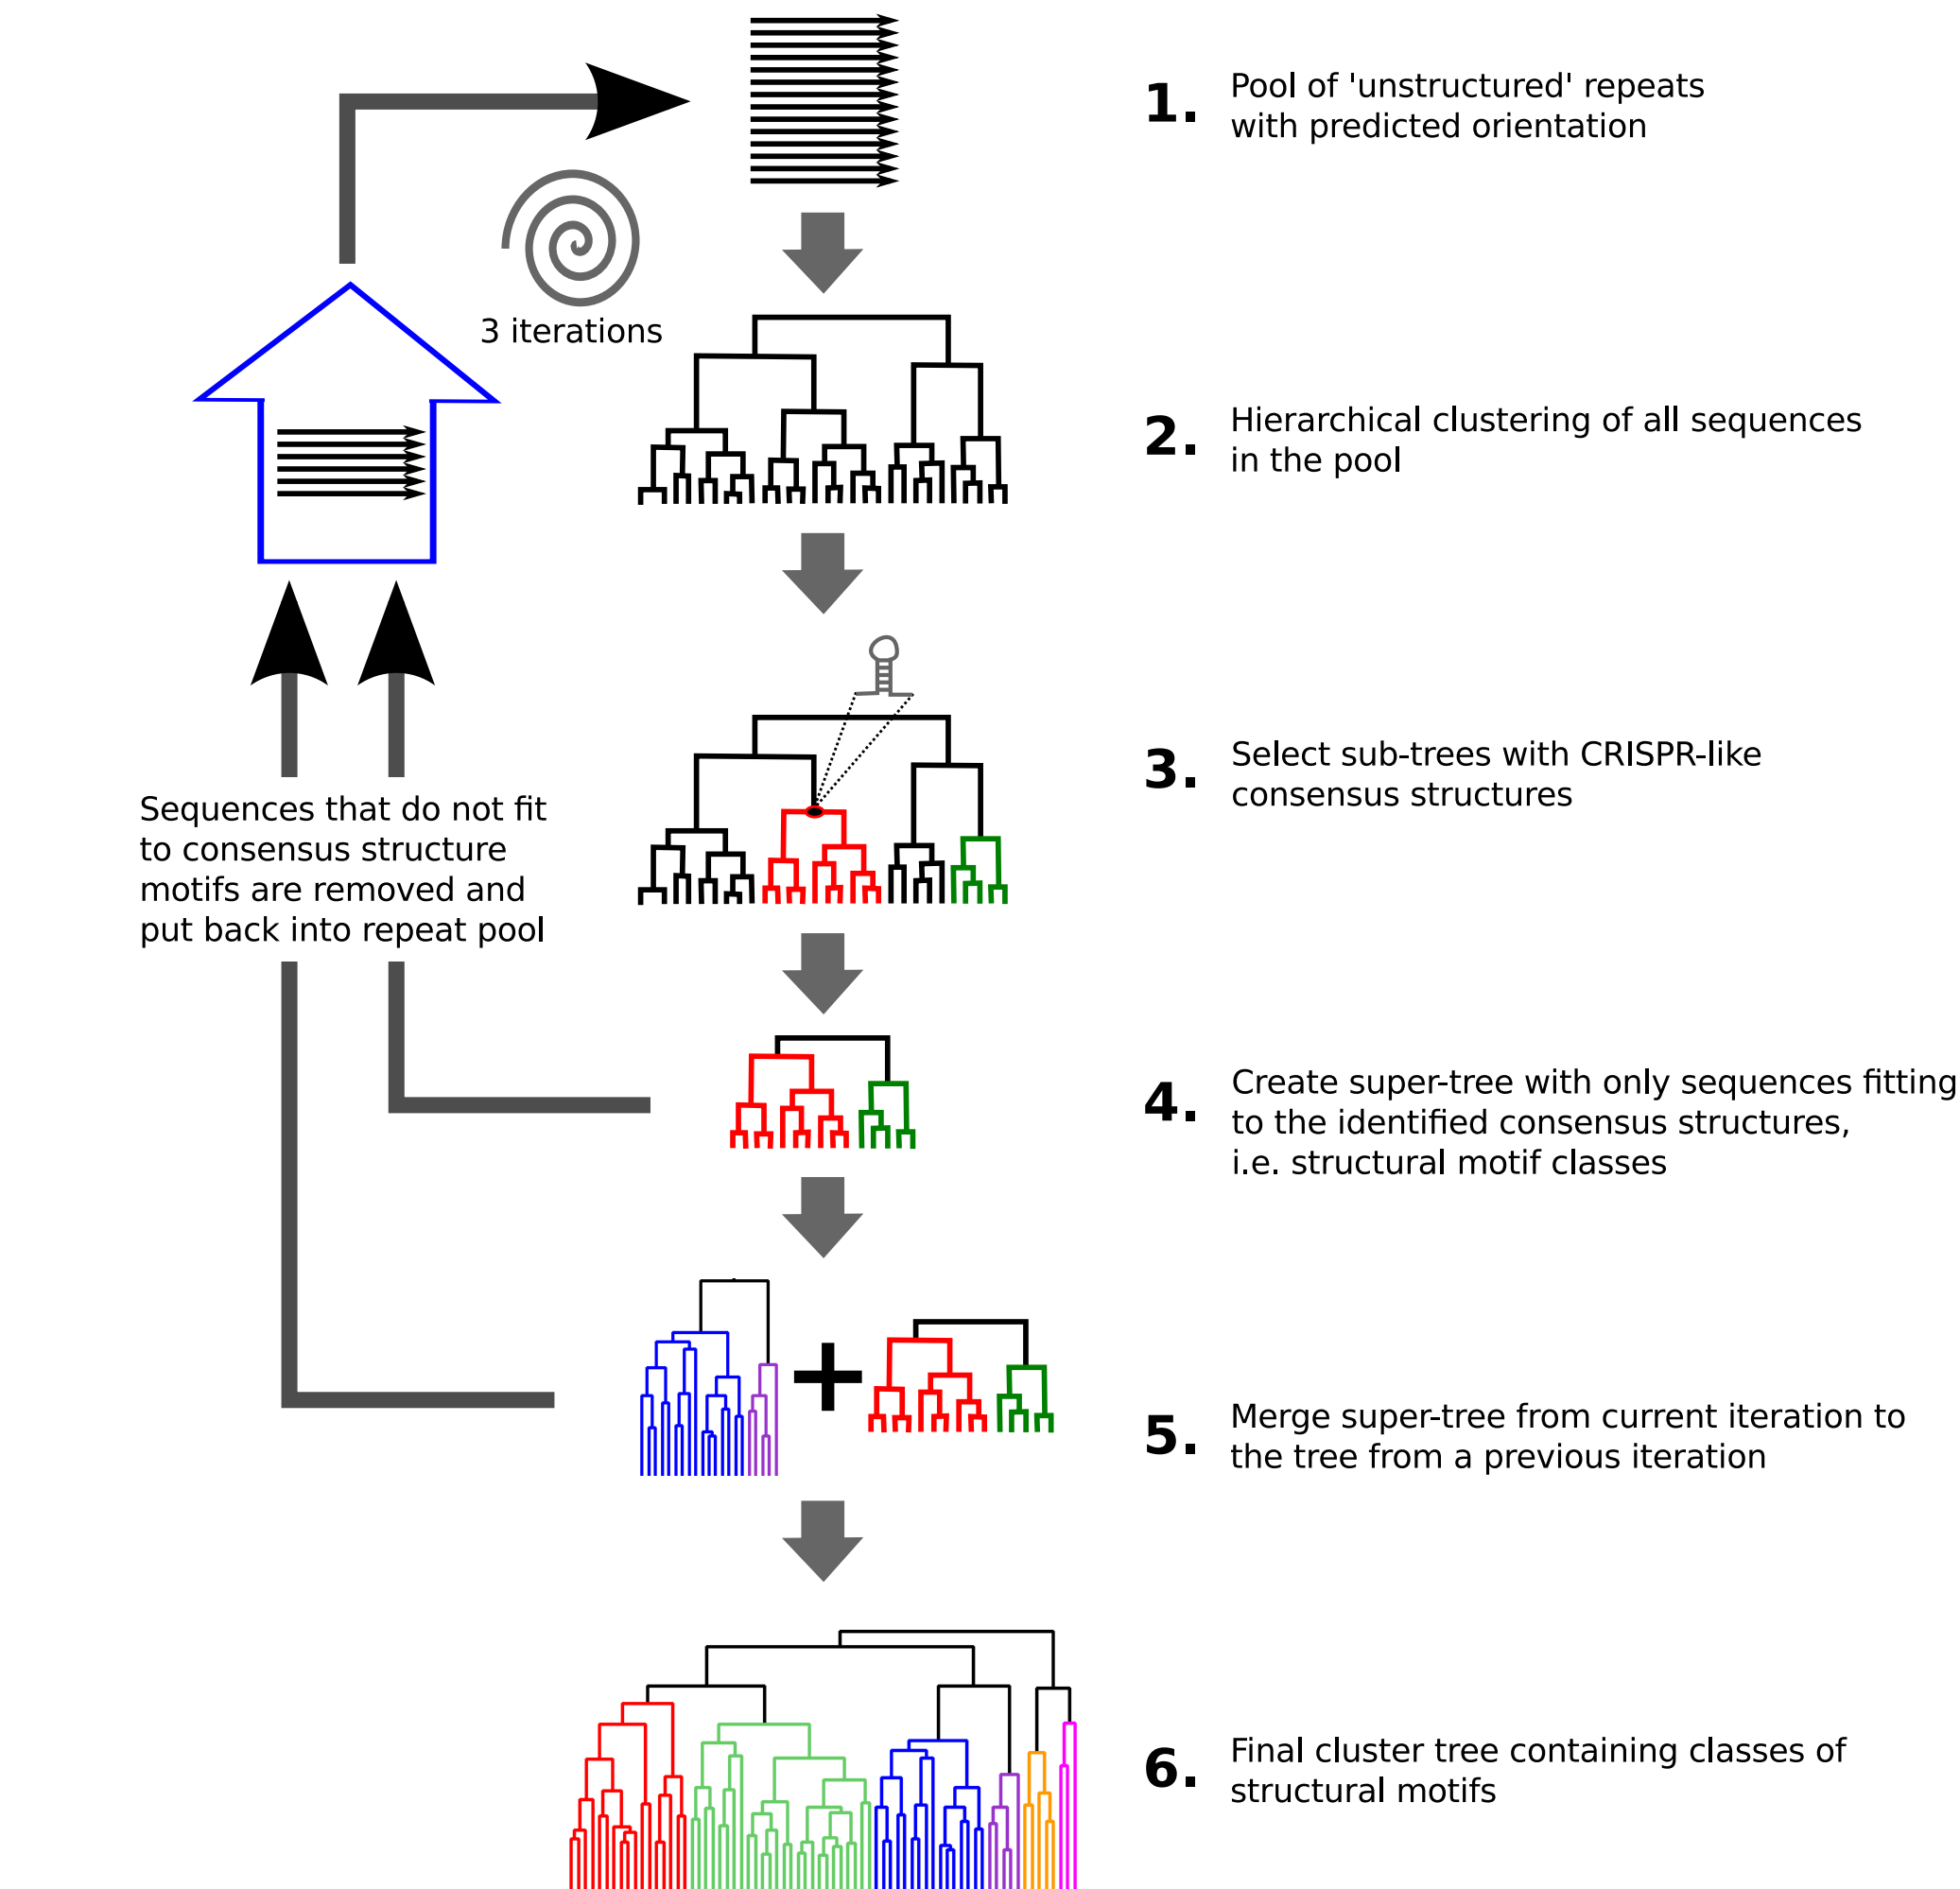 1. Pool of 'unstructured' repeats
with predicted orientation
3 iterations
2. Hierarchical clustering of all sequences
in the pool
3. Select sub-trees with CRISPR-like
consensus structures
Sequences that do not fit
to consensus structure
motifs are removed and
put back into repeat pool
4. Create super-tree with only sequences fitting
to the identified consensus structures,
i.e. structural motif classes
5. Merge super-tree from current iteration to
the tree from a previous iteration
6. Final cluster tree containing classes of
structural motifs